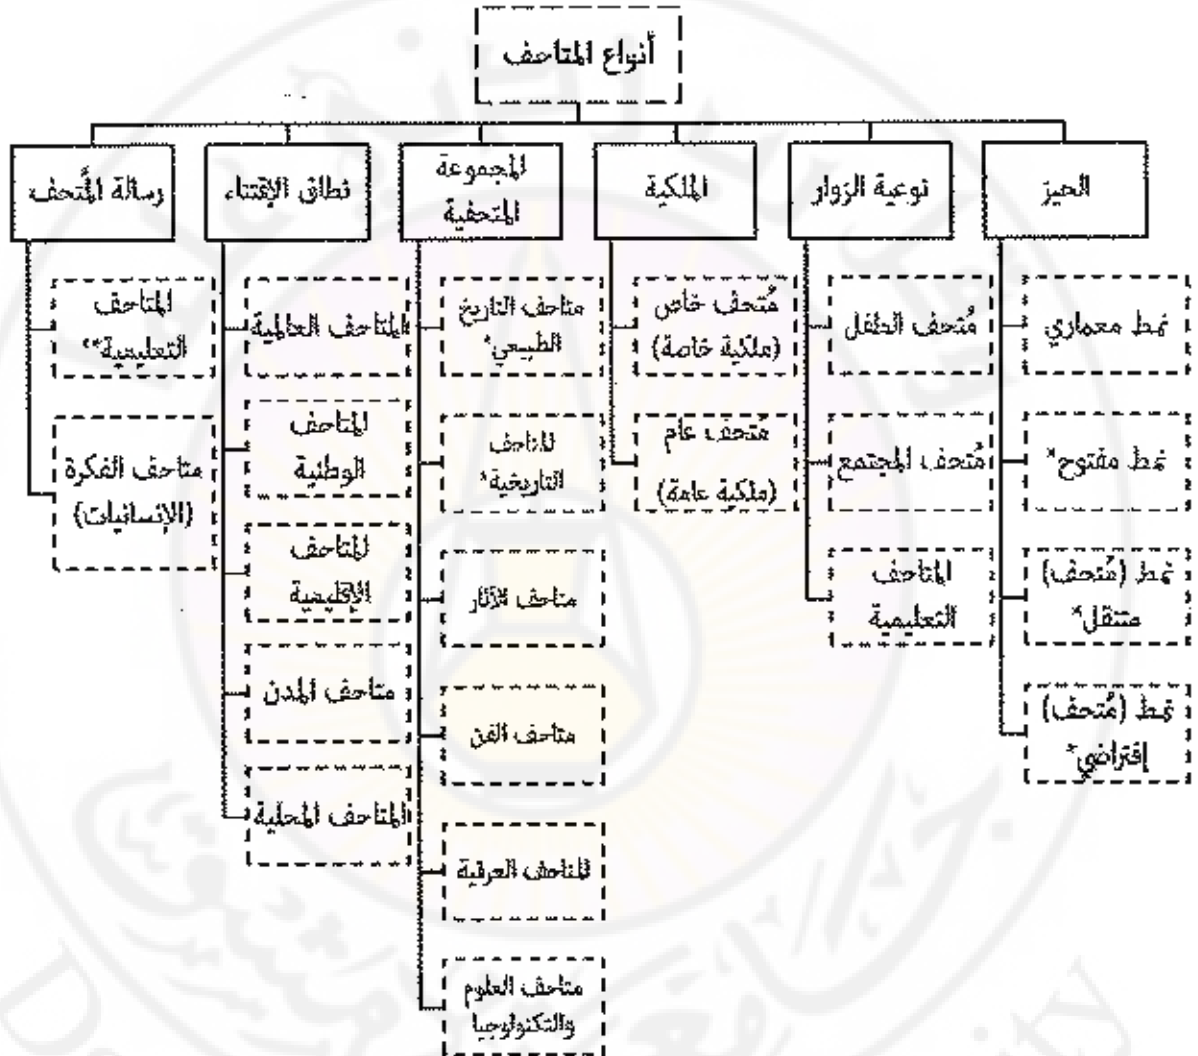 أنواع المتاحف
الحيز
نوعية الزوار
الملكية
المجموعة
المتحفية
نطاق الإقتناء
رسالة المُتحف
نمط معماري
نمط مفتوح*
نمط (مُتحف)
متنقل*
نمط (مُتحف)
إفتراضي*
مُتحف الطفل
مُتحف المجتمع
المتاحف
التعليمية
مُتحف خاص
(ملكية خاصة)
مُتحف عام
(ملكية عامة)
متاحف التاريخ
الطبيعي*
المتاحف
التاريخية*
متاحف الآثار
متاحف الفن
المتاحف العرقية
متاحف العلوم
والتكنولوجيا
المتاحف العالمية
المتاحف
الوطنية
المتاحف
الإقليمية
متاحف المدن
المتاحف المحلية
المتاحف
التعليمية**
متاحف الفكرة
(الإنسانيات)